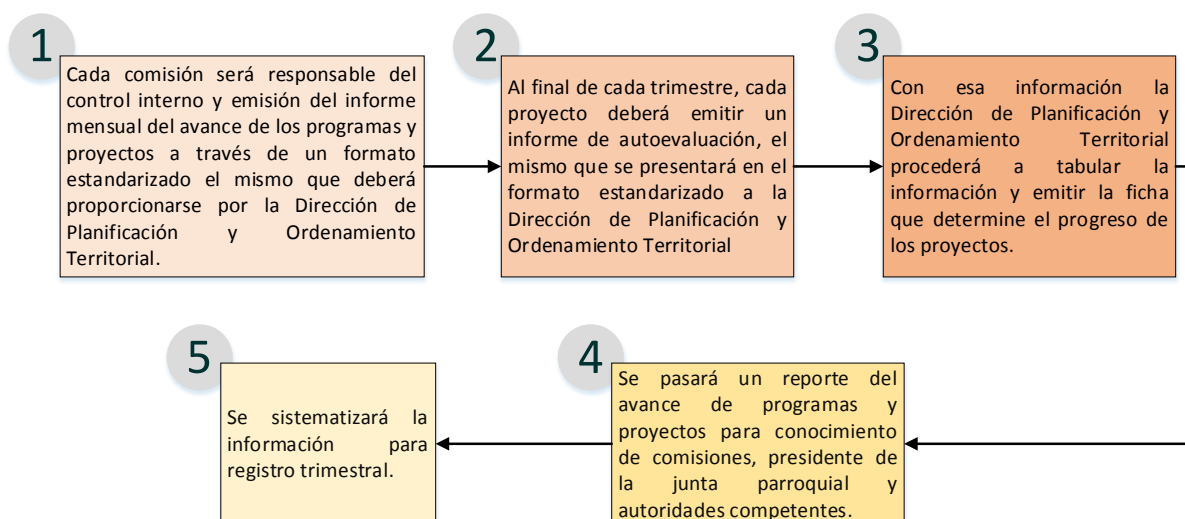 1
Cada comisión será responsable del
control interno y emisión del informe
mensual del avance de los programas y
proyectos a través de un formato
estandarizado el mismo que deberá
proporcionarse por la Dirección de
Planificación y Ordenamiento
Territorial.
2
Al final de cada trimestre, cada
proyecto deberá emitir un
informe de autoevaluación, el
mismo que se presentará en el
formato estandarizado a la
Dirección de Planificación y
Ordenamiento Territorial
3
Con esa información la
Dirección de Planificación y
Ordenamiento Territorial
procederá a tabular la
información y emitir la ficha
que determine el progreso de
los proyectos.
4
Se pasará un reporte del
avance de programas y
proyectos para conocimiento
de comisiones, presidente de
la junta parroquial y
autoridades competentes.
5
Se sistematizará la
información para
registro trimestral.